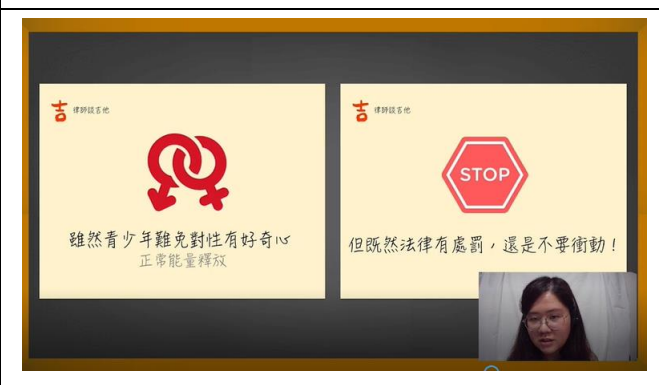 吉 律師談吉他
雖然青少年難免對性有好奇心
正常能量釋放
吉 律師談吉他
STOP
但既然法律有處罰，還是不要衝動！